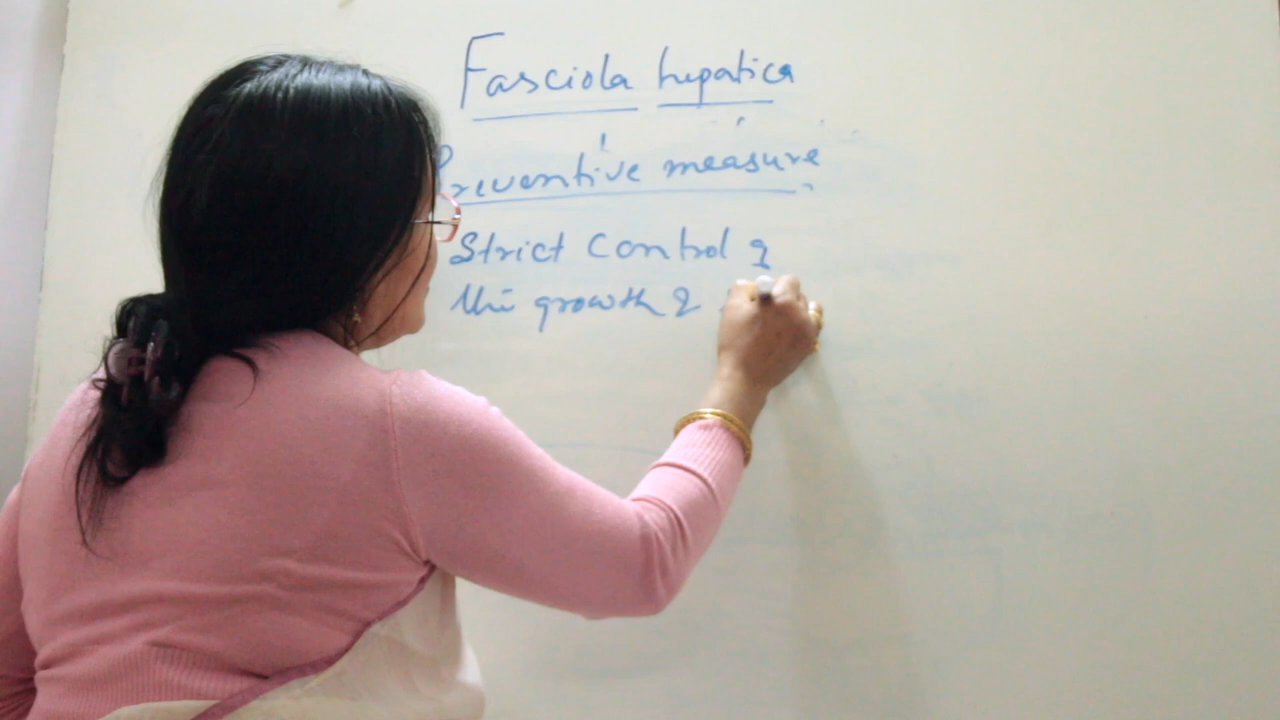 Fasciola hepatica
Preventive measure
Strict Control of
the growth of